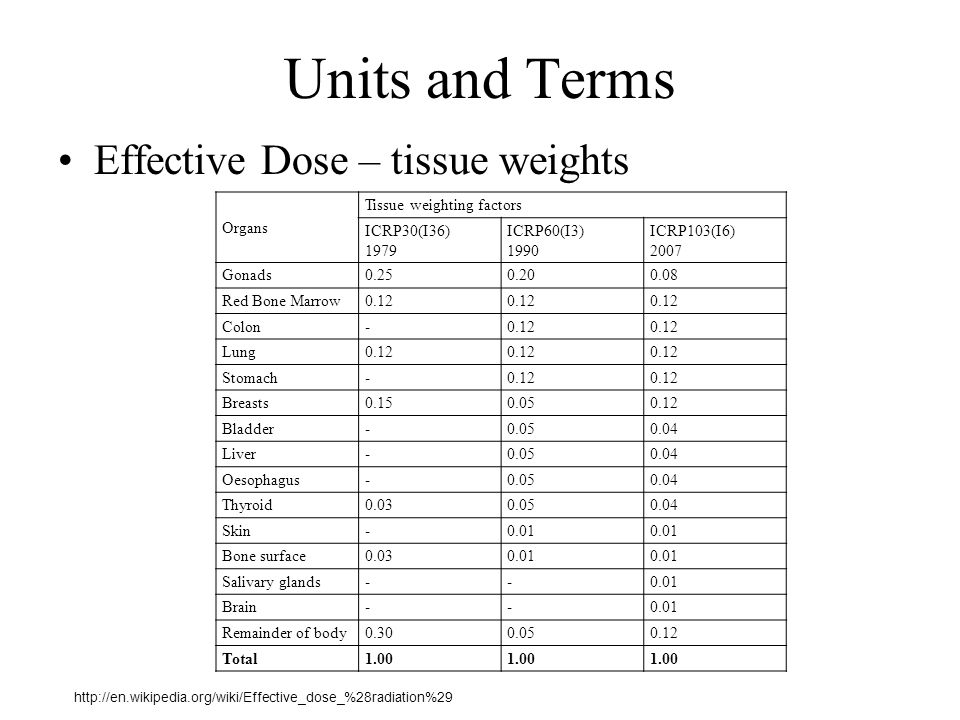 Units and Terms
• Effective Dose – tissue weights
Organs
Tissue weighting factors
ICRP30(I36) 1979
ICRP60(I3) 1990
ICRP103(I6) 2007
Gonads 0.25 0.20 0.08
Red Bone Marrow 0.12 0.12 0.12
Colon - 0.12 0.12
Lung 0.12 0.12 0.12
Stomach - 0.12 0.12
Breasts 0.15 0.05 0.12
Bladder - 0.05 0.04
Liver - 0.05 0.04
Oesophagus - 0.05 0.04
Thyroid 0.03 0.05 0.04
Skin - 0.01 0.01
Bone surface 0.03 0.01 0.01
Salivary glands - - 0.01
Brain - - 0.01
Remainder of body 0.30 0.05 0.12
Total 1.00 1.00 1.00
http://en.wikipedia.org/wiki/Effective_dose_%28radiation%29